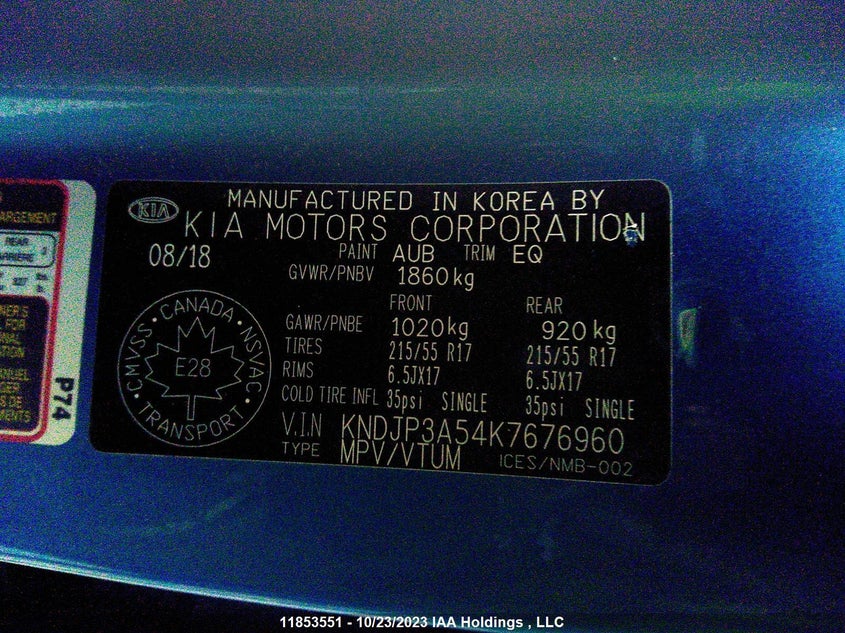 KIA
MANUFACTURED IN KOREA BY
KIA MOTORS CORPORATION
08/18 PAINT AUB TRIM EQ
GVWR/PNBV 1860kg
FRONT REAR
GAWR/PNBE 1020kg 920kg
TIRES 215/55 R17 215/55 R17
RIMS 6.5JX17 6.5JX17
COLD TIRE INFL 35psi SINGLE 35psi SINGLE
V.I.N KNDJP3A54K7676960
TYPE MPV/VTUM ICES/NMB-002
CMVSS • CANADA • NSVAC • TRANSPORT •
E28
ARGEMENT
REAR
P74
11853551 - 10/23/2023 IAA Holdings , LLC